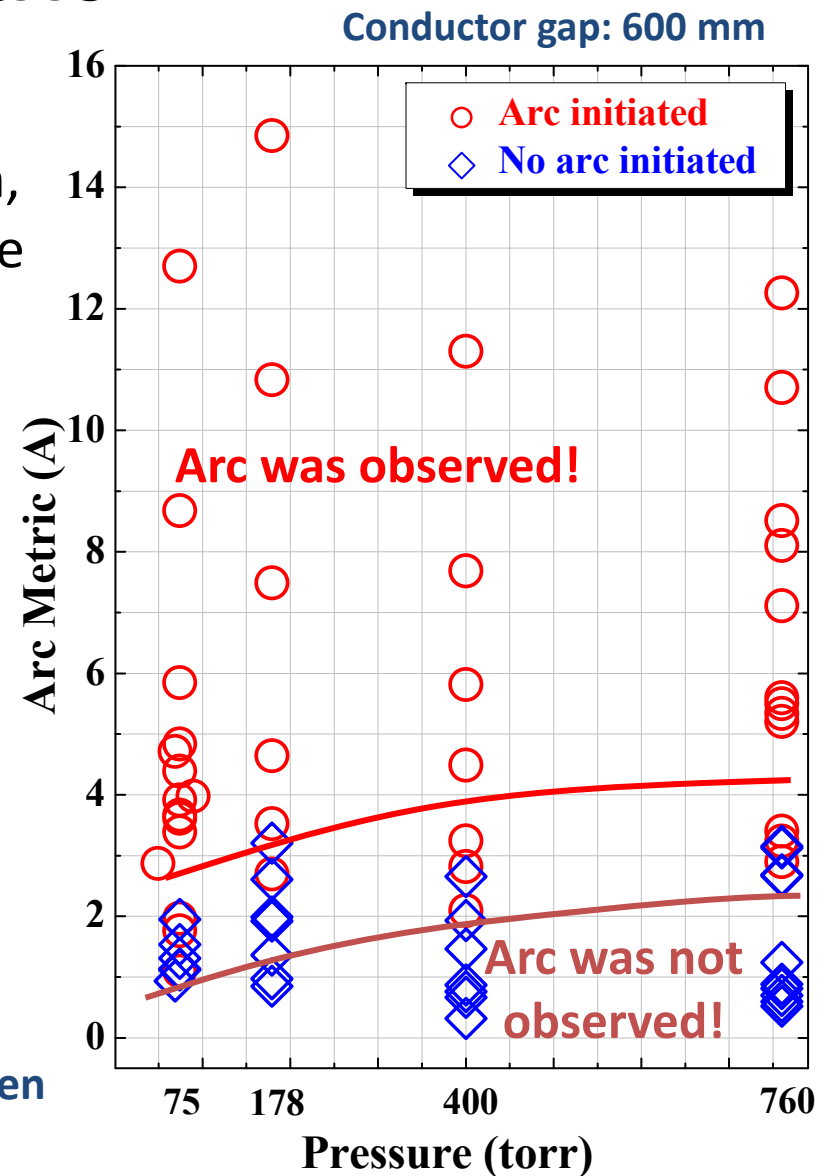 Conductor gap: 600 mm
16
14
12
10
8
6
4
2
0
Arc Metric (A)
Arc initiated
No arc initiated
Arc was observed!
Arc was not
observed!
75 178 400 760
Pressure (torr)